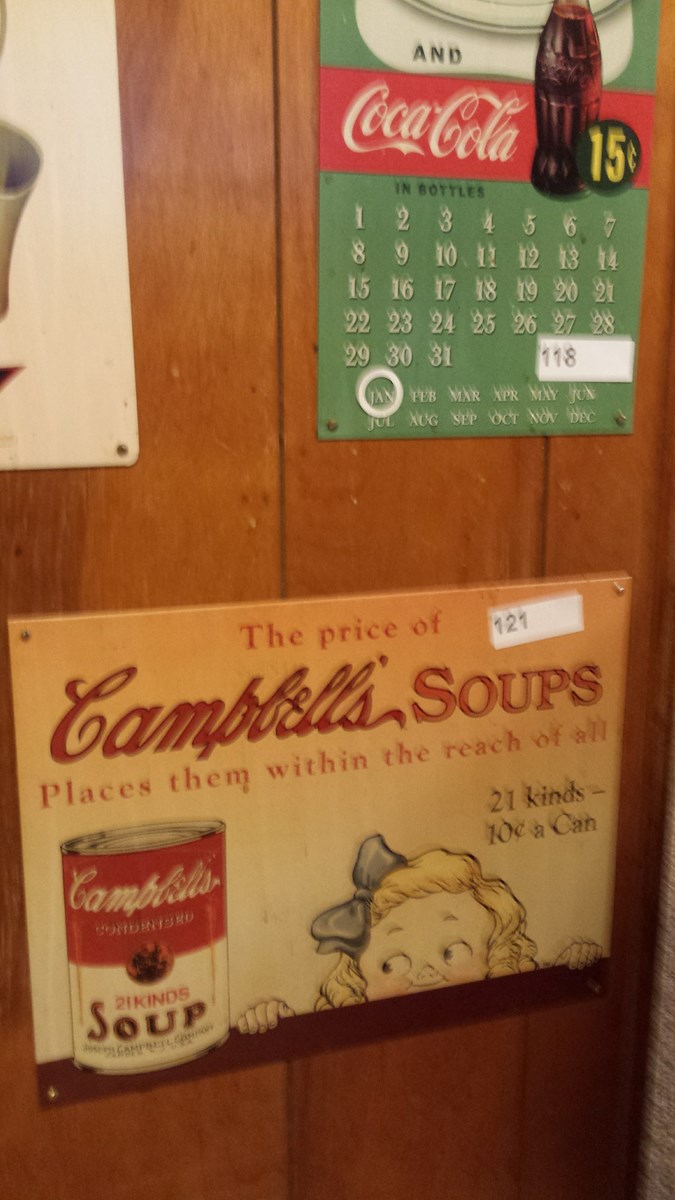 AND
Coca-Cola
15¢
IN BOTTLES
1 2 3 4 5 6 7
8 9 10 11 12 13 14
15 16 17 18 19 20 21
22 23 24 25 26 27 28
29 30 31
118
JAN FEB MAR APR MAY JUN
JUL AUG SEP OCT NOV DEC
The price of
121
Campbell's SOUPS
Places them within the reach of all
21 kinds –
10¢ a Can
Campbell's
CONDENSED
21 KINDS
SOUP